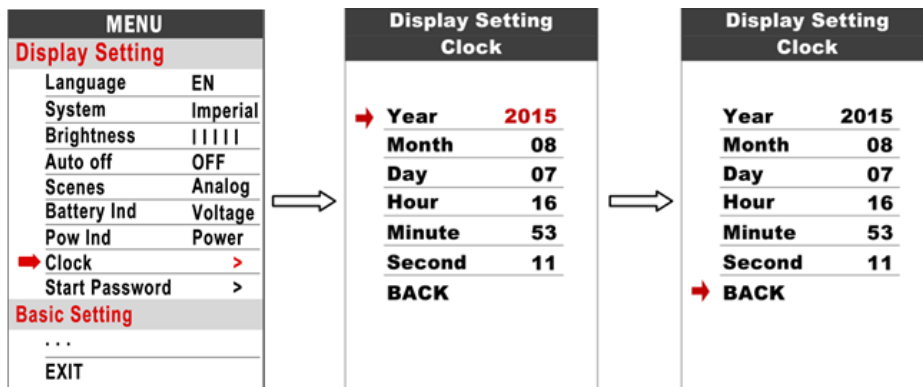 MENU
Display Setting
Language EN
System Imperial
Brightness | | | | |
Auto off OFF
Scenes Analog
Battery Ind Voltage
Pow Ind Power
Clock >
Start Password >
Basic Setting
...
EXIT
Display Setting
Clock
Year 2015
Month 08
Day 07
Hour 16
Minute 53
Second 11
BACK
Display Setting
Clock
Year 2015
Month 08
Day 07
Hour 16
Minute 53
Second 11
BACK